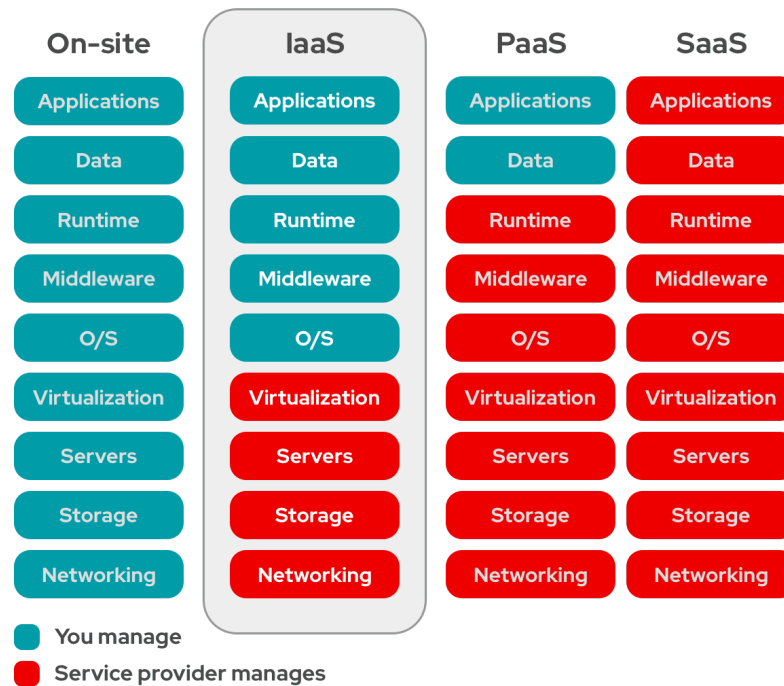 On-site IaaS PaaS SaaS
Applications Applications Applications Applications
Data Data Data Data
Runtime Runtime Runtime Runtime
Middleware Middleware Middleware Middleware
O/S O/S O/S O/S
Virtualization Virtualization Virtualization Virtualization
Servers Servers Servers Servers
Storage Storage Storage Storage
Networking Networking Networking Networking
You manage
Service provider manages